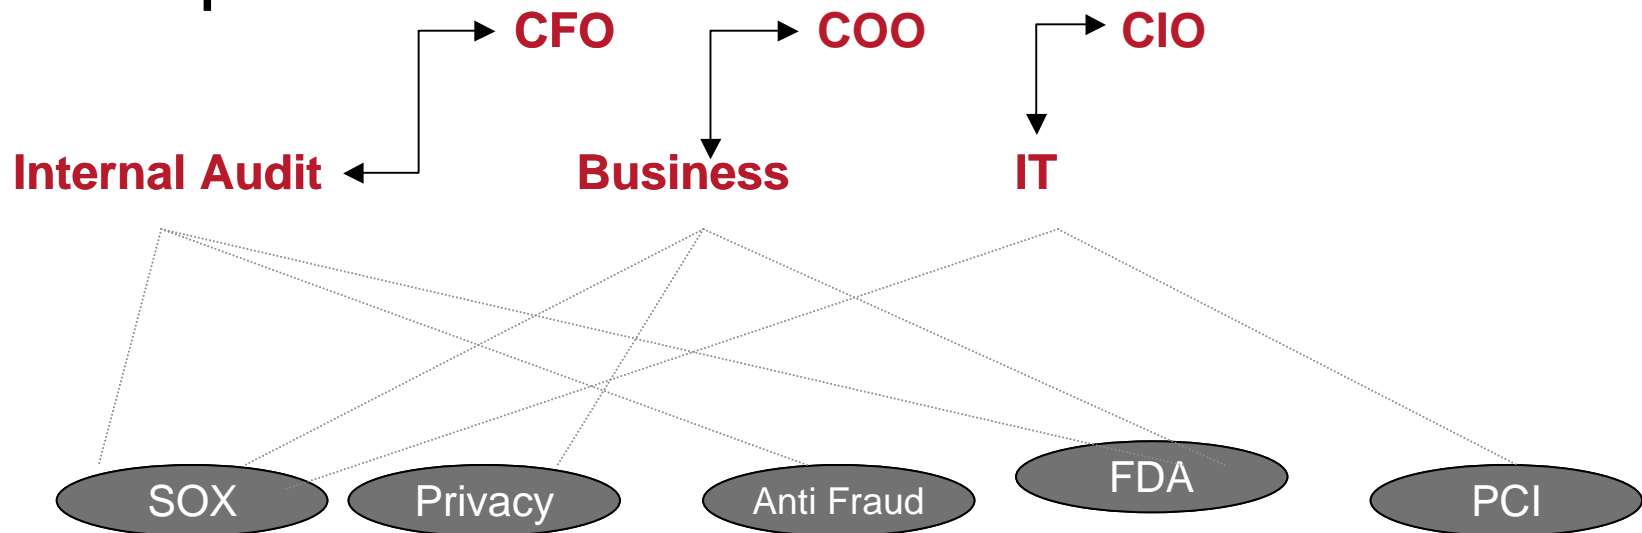 CFO COO CIO
Internal Audit Business IT
SOX Privacy Anti Fraud FDA PCI